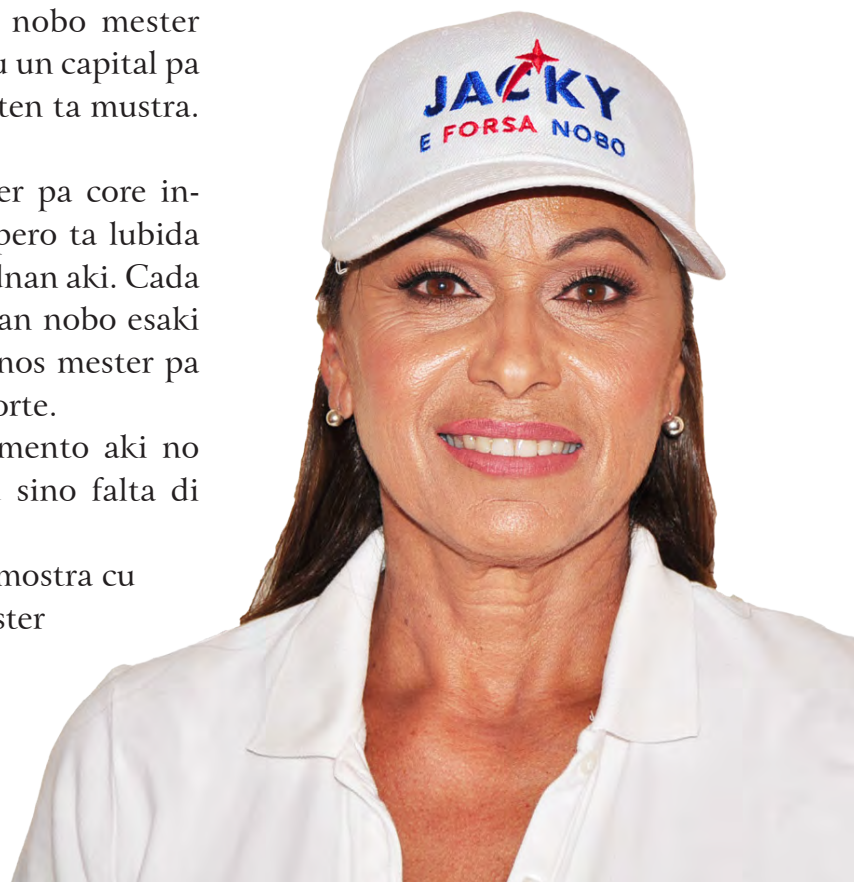 nobo mester
un capital pa
ten ta mustra.
er pa core in-
pero ta lubida
nan aki. Cada
an nobo esaki
nos mester pa
orte.
mento aki no
sino falta di
mostra cu
ster
JACKY
E FORSA NOBO